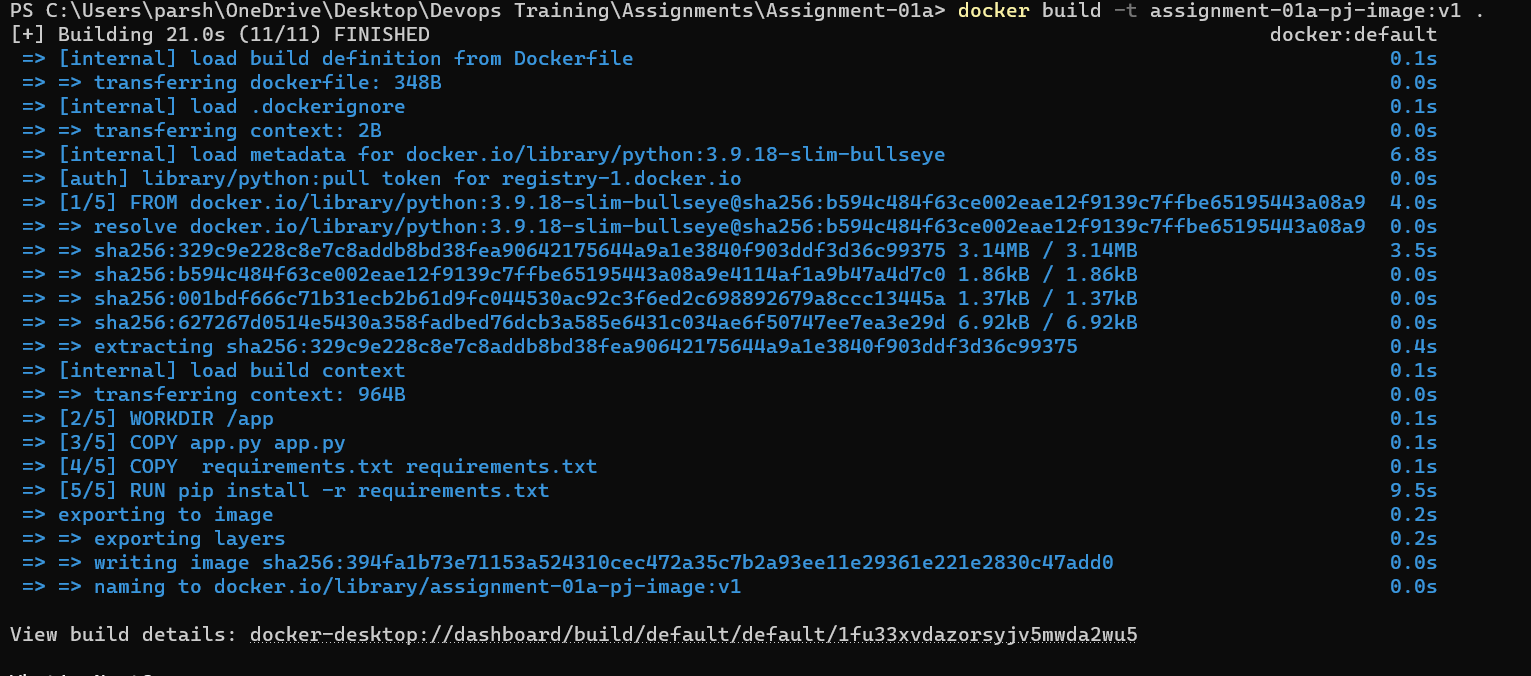 PS C:\Users\parsh\OneDrive\Desktop\Devops Training\Assignments\Assignment-01a> docker build -t assignment-01a-pj-image:v1 .
[+] Building 21.0s (11/11) FINISHED docker:default
=> [internal] load build definition from Dockerfile 0.1s
=> => transferring dockerfile: 348B 0.0s
=> [internal] load .dockerignore 0.1s
=> => transferring context: 2B 0.0s
=> [internal] load metadata for docker.io/library/python:3.9.18-slim-bullseye 6.8s
=> [auth] library/python:pull token for registry-1.docker.io 0.0s
=> [1/5] FROM docker.io/library/python:3.9.18-slim-bullseye@sha256:b594c484f63ce002eae12f9139c7ffbe65195443a08a9 4.0s
=> => resolve docker.io/library/python:3.9.18-slim-bullseye@sha256:b594c484f63ce002eae12f9139c7ffbe65195443a08a9 0.0s
=> => sha256:329c9e228c8e7c8addb8bd38fea90642175644a9a1e3840f903ddf3d36c99375 3.14MB / 3.14MB 3.5s
=> => sha256:b594c484f63ce002eae12f9139c7ffbe65195443a08a9e4114af1a9b47a4d7c0 1.86kB / 1.86kB 0.0s
=> => sha256:001bdf666c71b31ecb2b61d9fc044530ac92c3f6ed2c698892679a8ccc13445a 1.37kB / 1.37kB 0.0s
=> => sha256:627267d0514e5430a358fadbed76dcb3a585e6431c034ae6f50747ee7ea3e29d 6.92kB / 6.92kB 0.0s
=> => extracting sha256:329c9e228c8e7c8addb8bd38fea90642175644a9a1e3840f903ddf3d36c99375 0.4s
=> [internal] load build context 0.1s
=> => transferring context: 964B 0.0s
=> [2/5] WORKDIR /app 0.1s
=> [3/5] COPY app.py app.py 0.1s
=> [4/5] COPY  requirements.txt requirements.txt 0.1s
=> [5/5] RUN pip install -r requirements.txt 9.5s
=> exporting to image 0.2s
=> => exporting layers 0.2s
=> => writing image sha256:394fa1b73e71153a524310cec472a35c7b2a93ee11e29361e221e2830c47add0 0.0s
=> => naming to docker.io/library/assignment-01a-pj-image:v1 0.0s
View build details: docker-desktop://dashboard/build/default/default/1fu33xvdazorsyjv5mwda2wu5